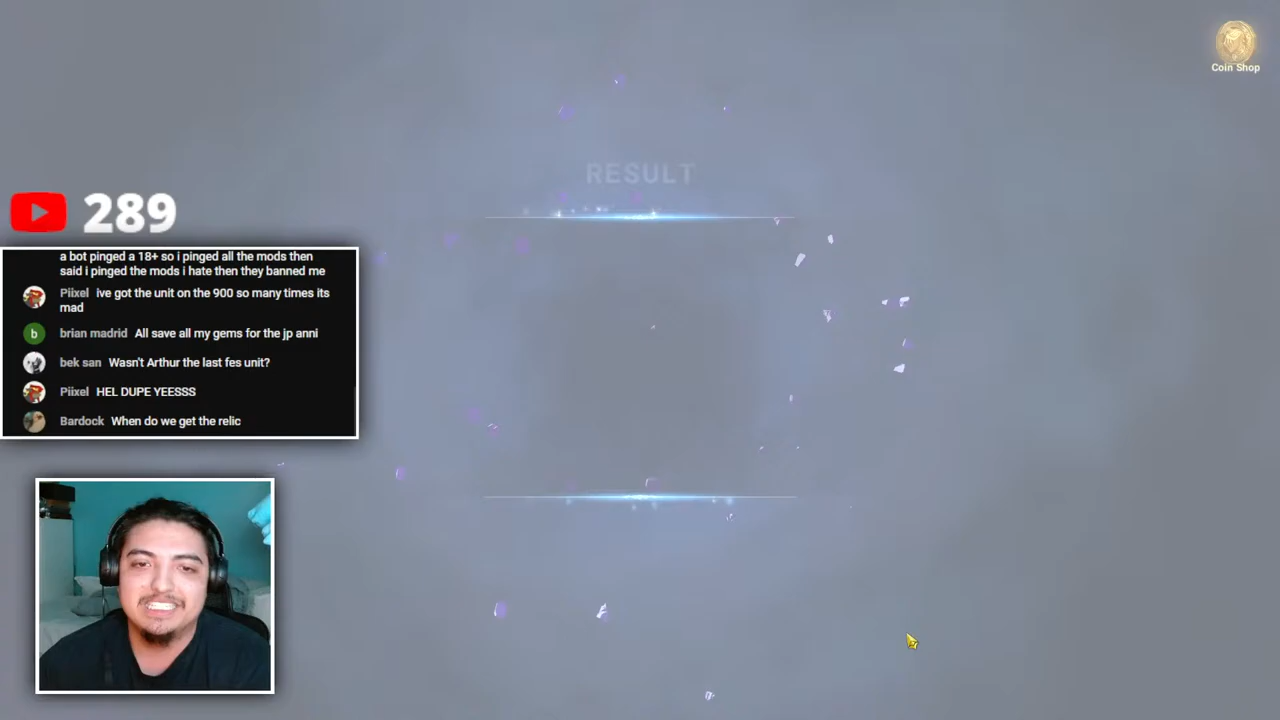 Coin Shop
RESULT
289
a bot pinged a 18+ so i pinged all the mods then
said i pinged the mods i hate then they banned me
Piixel ive got the unit on the 900 so many times its
mad
b brian madrid All save all my gems for the jp anni
bek san Wasn't Arthur the last fes unit?
Piixel HEL DUPE YEESSS
Bardock When do we get the relic